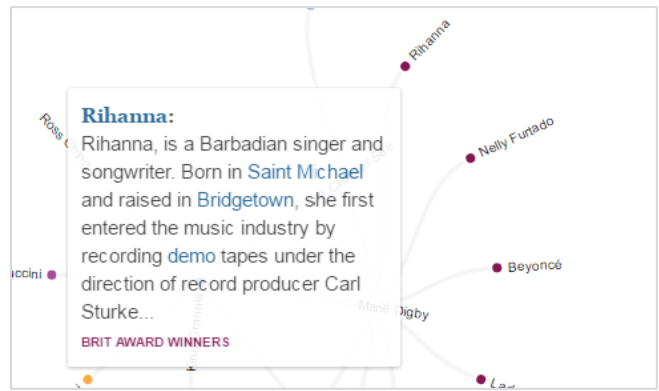 Rihanna
Nelly Furtado
Beyoncé
Marié Digby
Ross
uccini
Rihanna:
Rihanna, is a Barbadian singer and
songwriter. Born in Saint Michael
and raised in Bridgetown, she first
entered the music industry by
recording demo tapes under the
direction of record producer Carl
Sturke...
BRIT AWARD WINNERS